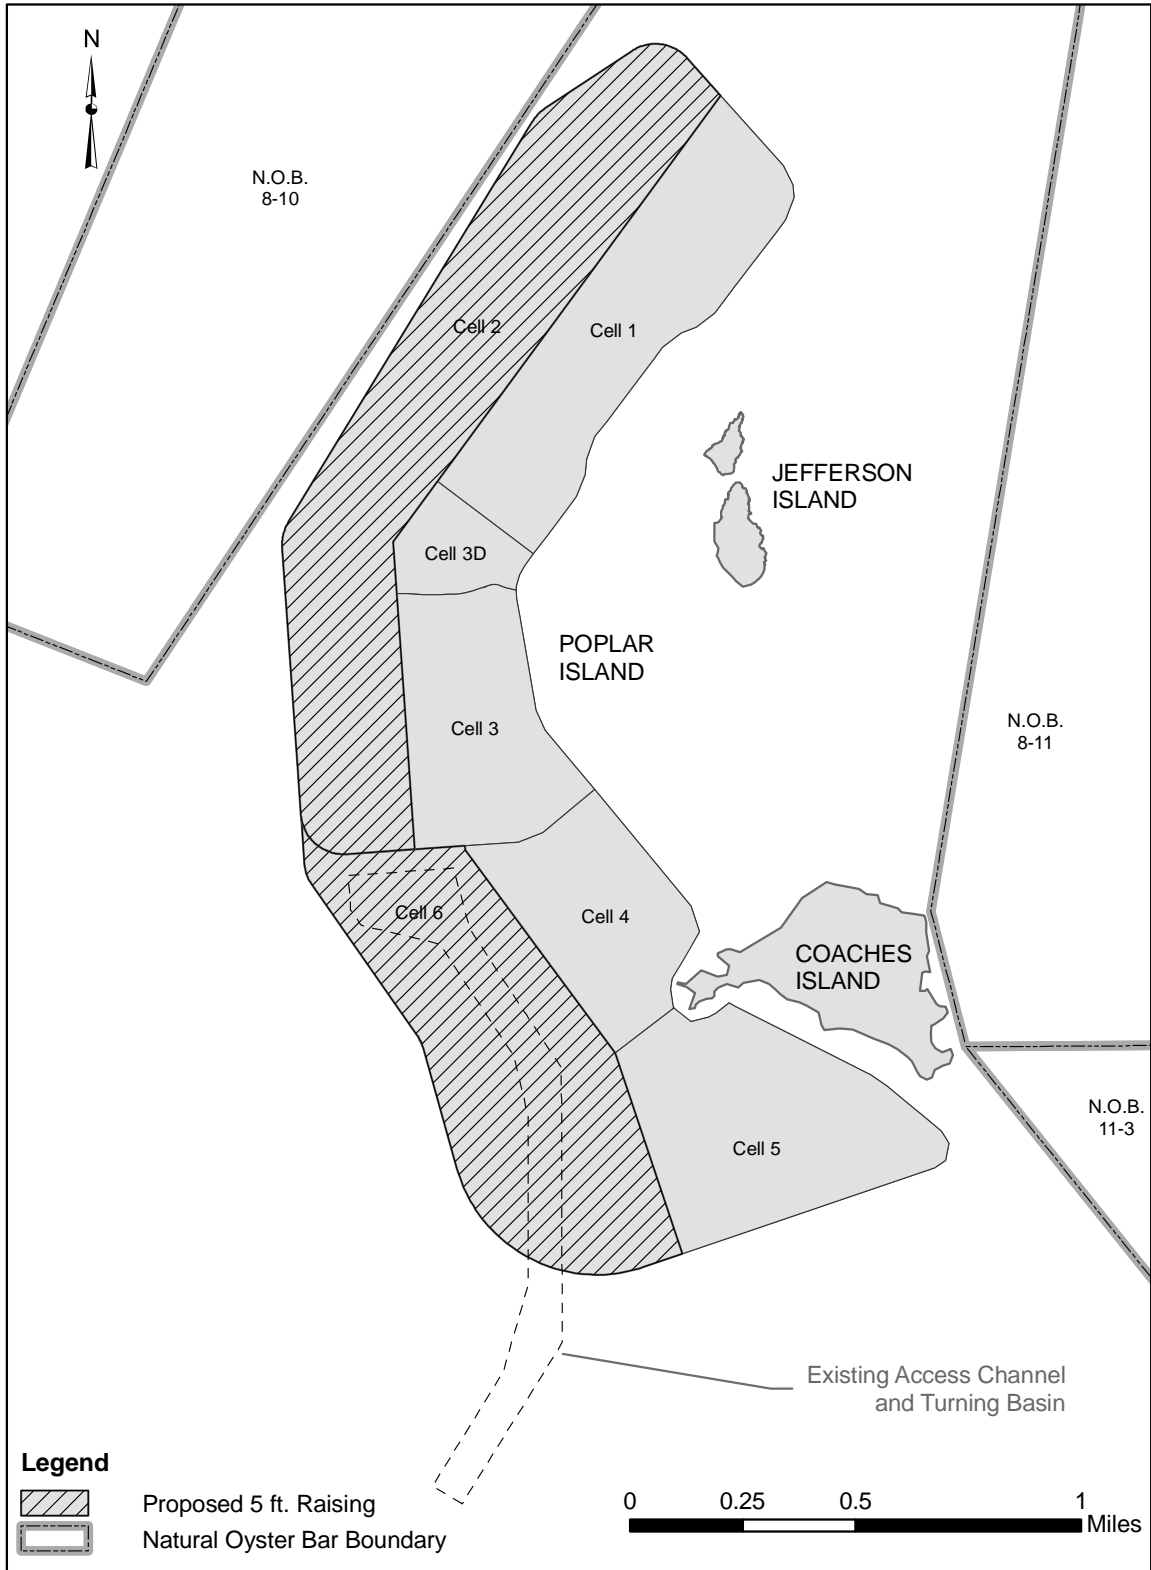 N
N.O.B.
8-10
Cell 2
Cell 1
JEFFERSON
ISLAND
Cell 3D
POPLAR
ISLAND
Cell 3
N.O.B.
8-11
Cell 6
Cell 4
COACHES
ISLAND
N.O.B.
11-3
Cell 5
Existing Access Channel
and Turning Basin
Legend
Proposed 5 ft. Raising
Natural Oyster Bar Boundary
0 0.25 0.5 1
Miles